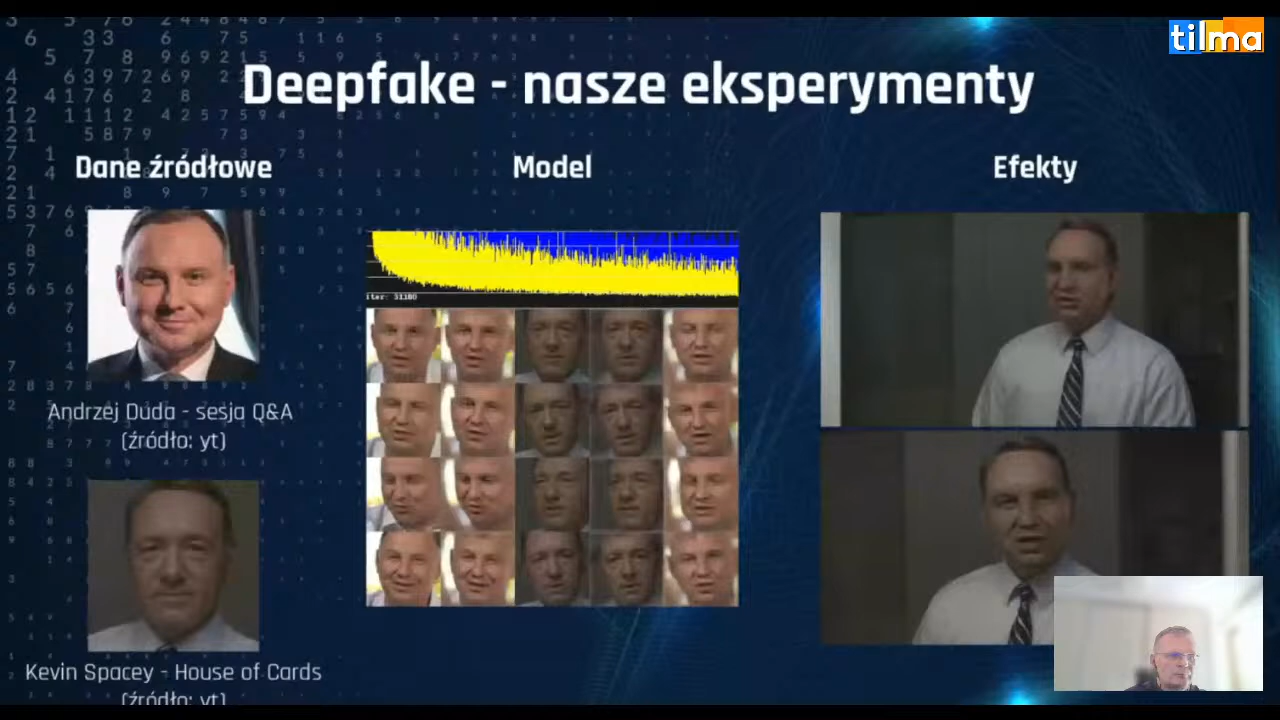 tilma
Deepfake - nasze eksperymenty
Dane źródłowe
Model
Efekty
iter: 31180
Andrzej Duda - sesja Q&A
(źródło: yt)
Kevin Spacey - House of Cards
(źródło: yt)